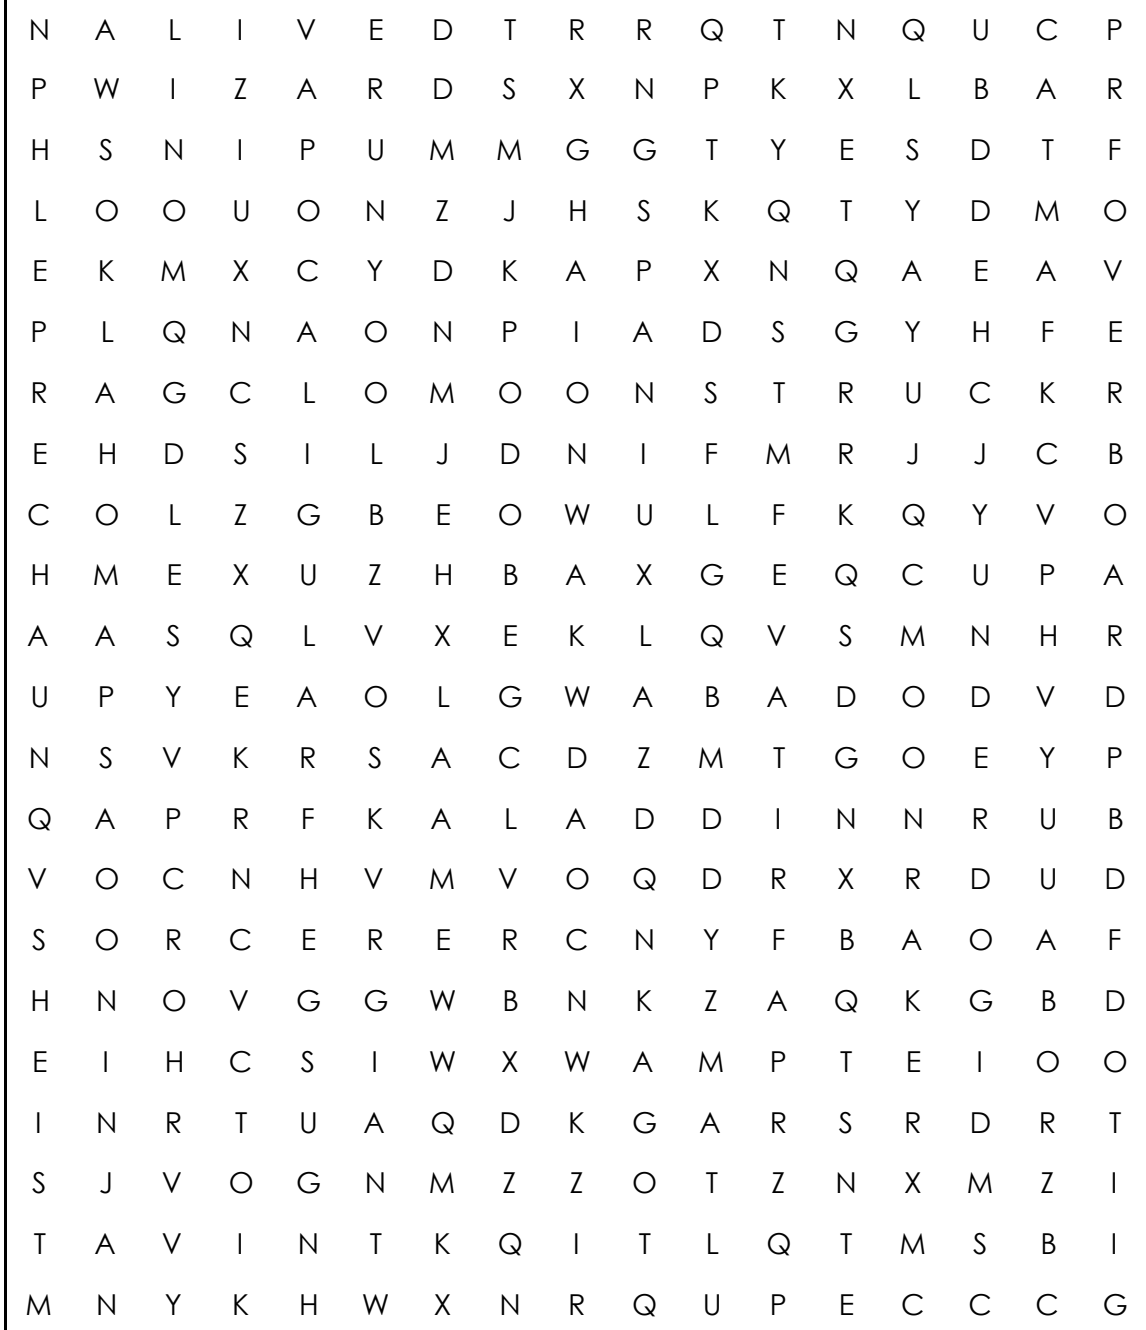 N A L I V E D T R R Q T N Q U C P
P W I Z A R D S X N P K X L B A R
H S N I P U M M G G T Y E S D T F
L O O U O N Z J H S K Q T Y D M O
E K M X C Y D K A P X N Q A E A V
P L Q N A O N P I A D S G Y H F E
R A G C L O M O O N S T R U C K R
E H D S I L J D N I F M R J J C B
C O L Z G B E O W U L F K Q Y V O
H M E X U Z H B A X G E Q C U P A
A A S Q L V X E K L Q V S M N H R
U P Y E A O L G W A B A D O D V D
N S V K R S A C D Z M T G O E Y P
Q A P R F K A L A D D I N N R U B
V O C N H V M V O Q D R X R D U D
S O R C E R E R C N Y F B A O A F
H N O V G G W B N K Z A Q K G B D
E I H C S I W X W A M P T E I O O
I N R T U A Q D K G A R S R D R T
S J V O G N M Z Z O T Z N X M Z I
T A V I N T K Q I T L Q T M S B I
M N Y K H W X N R Q U P E C C C G